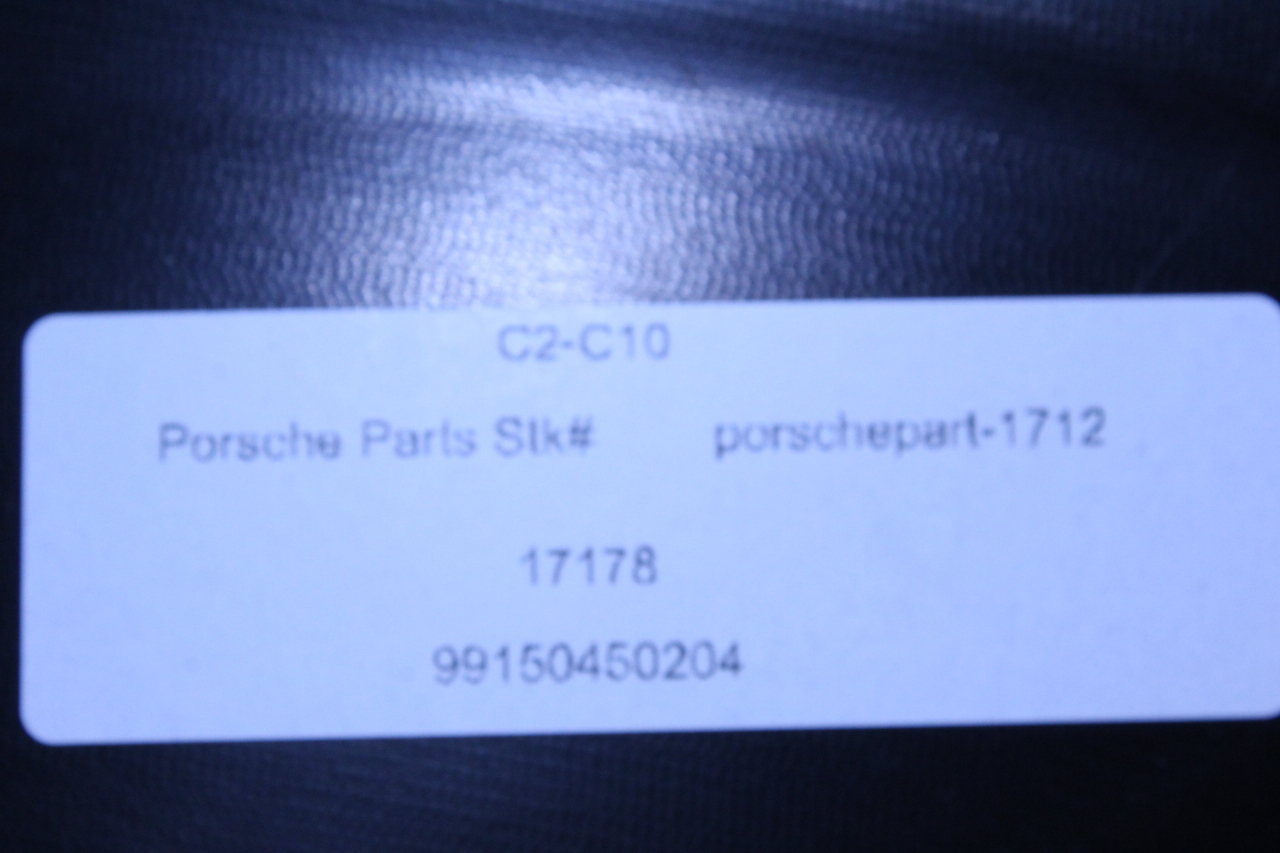 C2-C10
Porsche Parts Stk# porschepart-1712
17178
99150450204